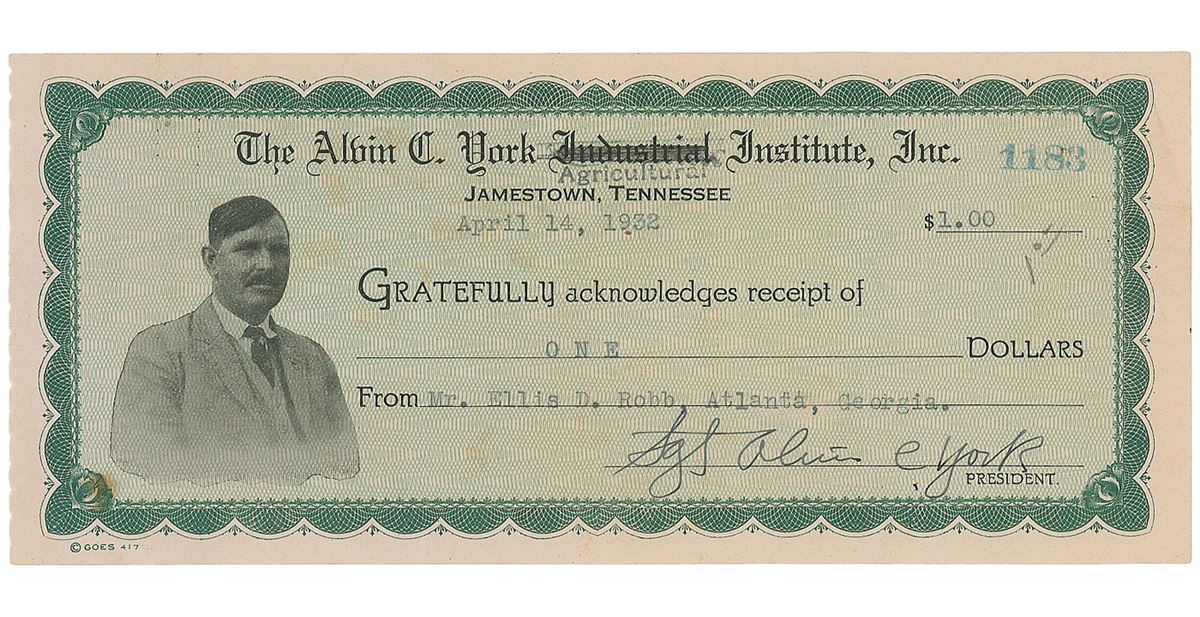 The Alvin C. York Industrial Institute, Inc. 1183
Agricultural
JAMESTOWN, TENNESSEE
April 14, 1932 $1.00
GRATEFULLY acknowledges receipt of
ONE DOLLARS
From Mr. Ellis D. Robb, Atlanta, Georgia.
Sgt Alvin C York
PRESIDENT.
© GOES 417